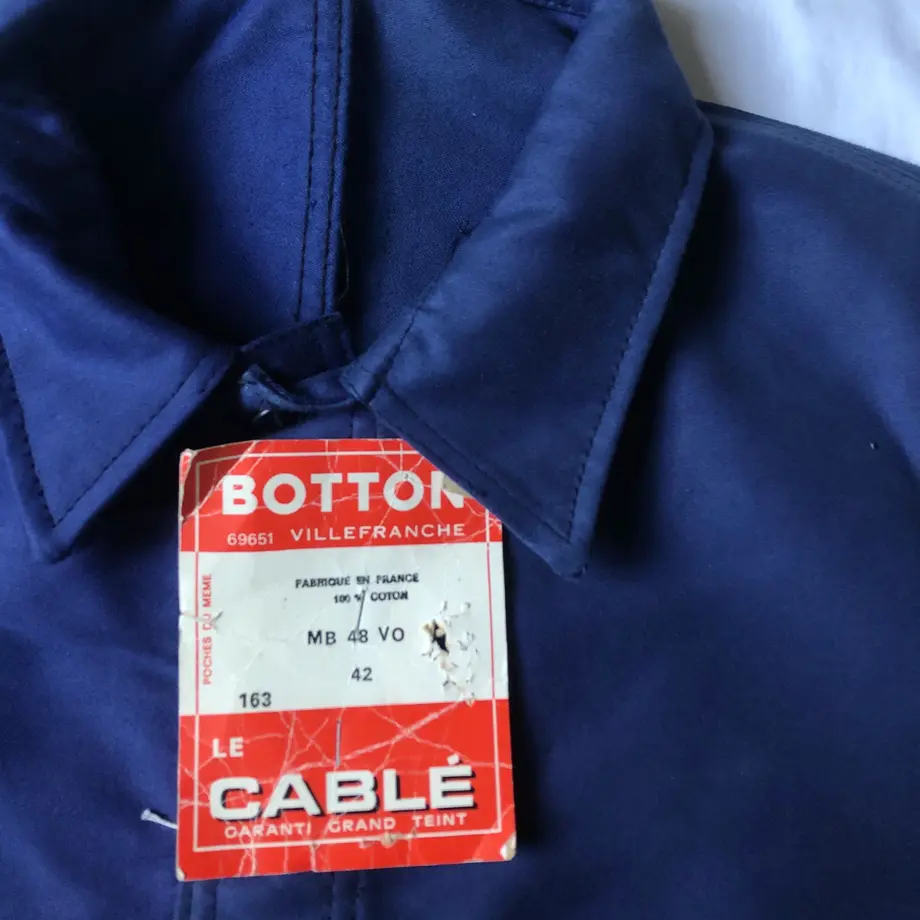 BOTTON
69651 VILLEFRANCHE
FABRIQUÉ EN FRANCE
100 % COTON
MB 48 VO
42
163
POCHES DU MEME
LE
CABLÉ
GARANTI GRAND TEINT